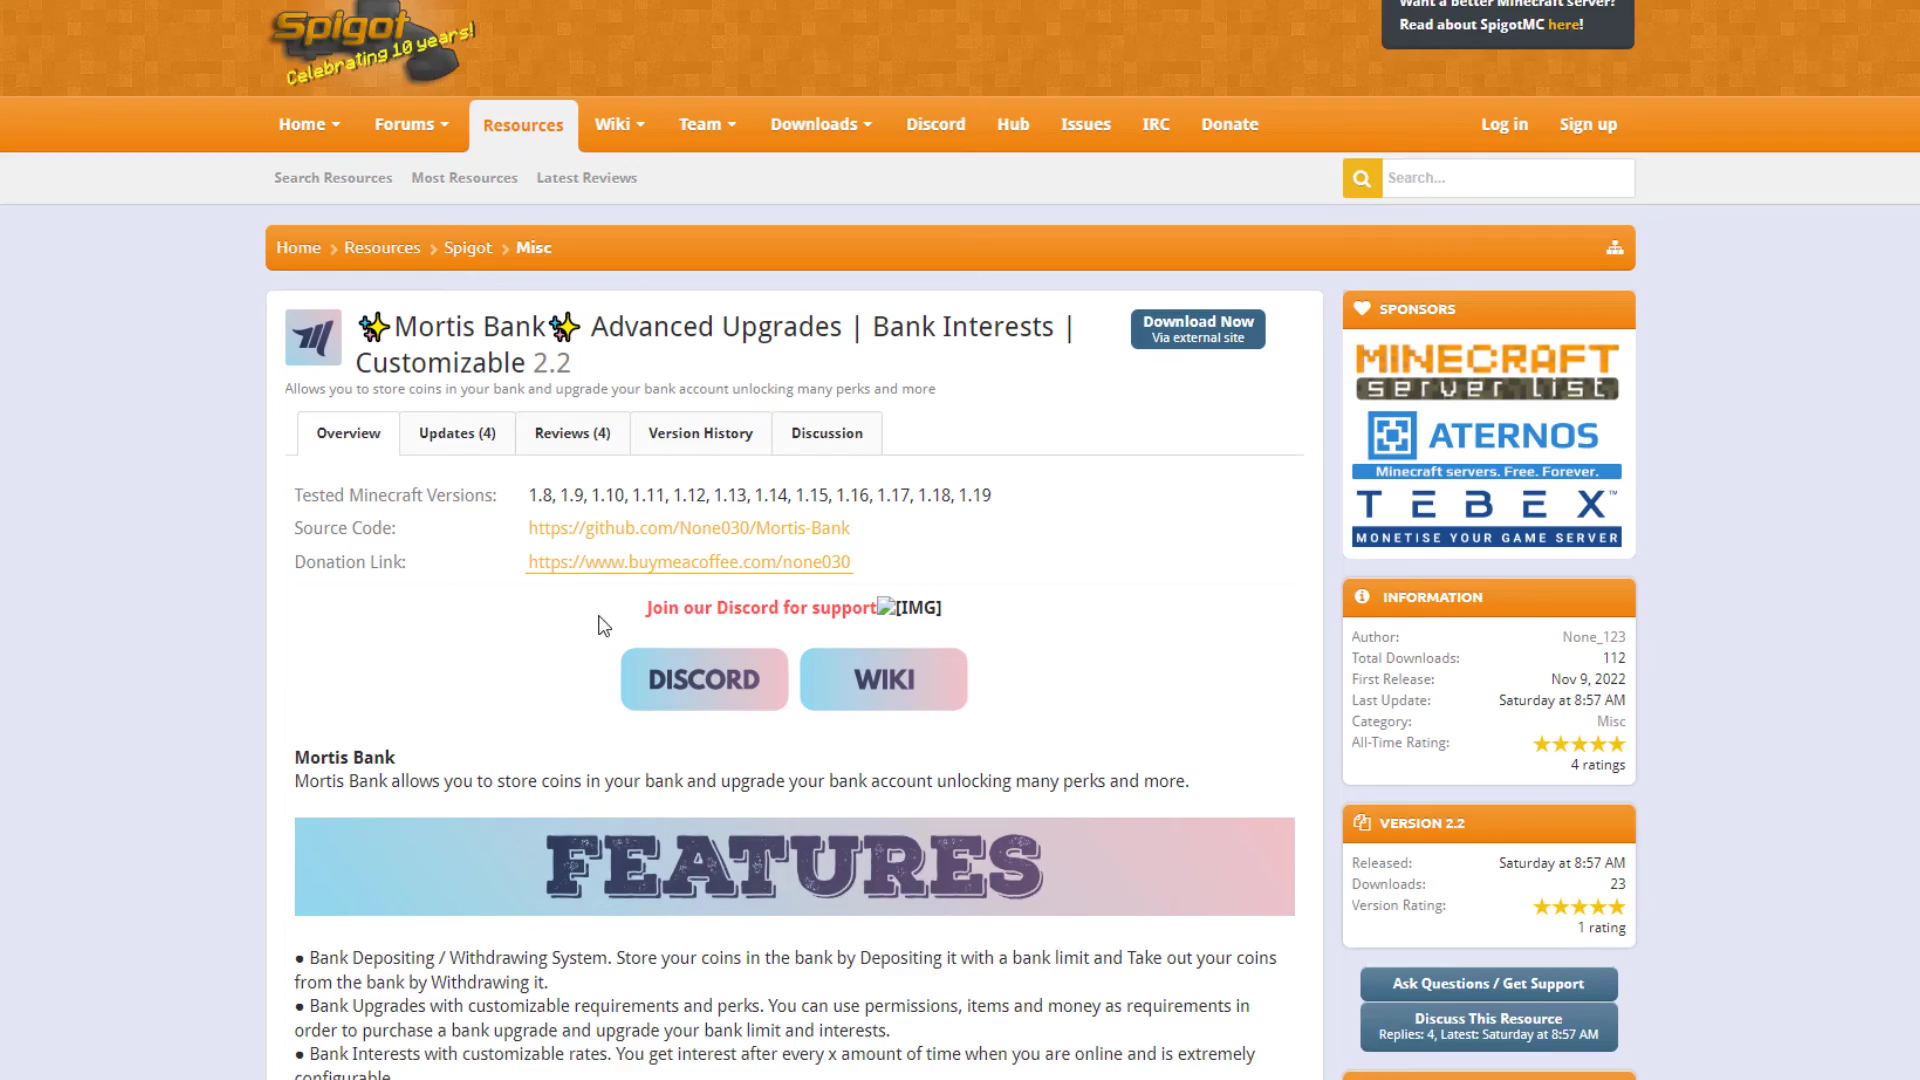 Spigot
Celebrating 10 years!
Want a better Minecraft server?
Read about SpigotMC here!
Home Forums Resources Wiki Team Downloads Discord Hub Issues IRC Donate Log in Sign up
Search Resources Most Resources Latest Reviews Search...
Home Resources Spigot Misc
✨Mortis Bank✨ Advanced Upgrades | Bank Interests |
Customizable 2.2
Download Now
Via external site
Allows you to store coins in your bank and upgrade your bank account unlocking many perks and more
Overview Updates (4) Reviews (4) Version History Discussion
Tested Minecraft Versions: 1.8, 1.9, 1.10, 1.11, 1.12, 1.13, 1.14, 1.15, 1.16, 1.17, 1.18, 1.19
Source Code: https://github.com/None030/Mortis-Bank
Donation Link: https://www.buymeacoffee.com/none030
Join our Discord for support[IMG]
DISCORD WIKI
Mortis Bank
Mortis Bank allows you to store coins in your bank and upgrade your bank account unlocking many perks and more.
FEATURES
● Bank Depositing / Withdrawing System. Store your coins in the bank by Depositing it with a bank limit and Take out your coins
from the bank by Withdrawing it.
● Bank Upgrades with customizable requirements and perks. You can use permissions, items and money as requirements in
order to purchase a bank upgrade and upgrade your bank limit and interests.
● Bank Interests with customizable rates. You get interest after every x amount of time when you are online and is extremely
configurable.
SPONSORS
MINECRAFT
server list
ATERNOS
Minecraft servers. Free. Forever.
TEBEX™
MONETISE YOUR GAME SERVER
INFORMATION
Author: None_123
Total Downloads: 112
First Release: Nov 9, 2022
Last Update: Saturday at 8:57 AM
Category: Misc
All-Time Rating:
4 ratings
VERSION 2.2
Released: Saturday at 8:57 AM
Downloads: 23
Version Rating:
1 rating
Ask Questions / Get Support
Discuss This Resource
Replies: 4, Latest: Saturday at 8:57 AM